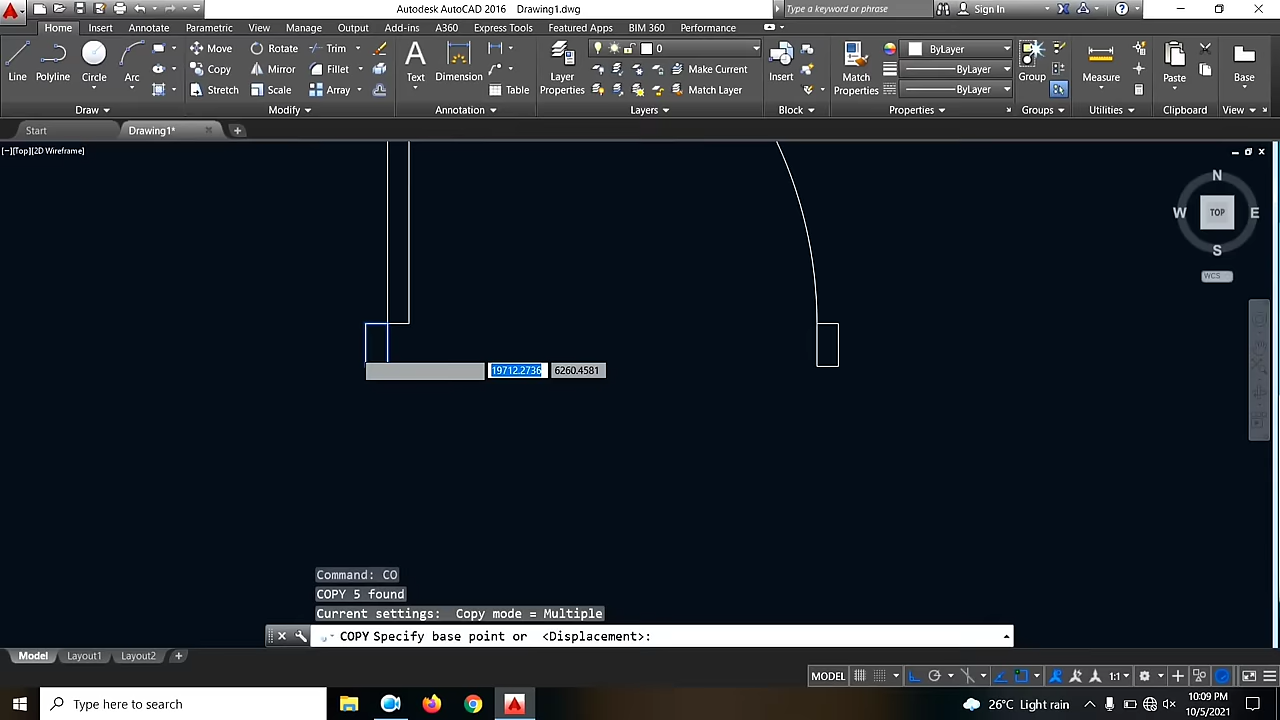 Autodesk AutoCAD 2016 Drawing1.dwg
Type a keyword or phrase
Sign In
Home Insert Annotate Parametric View Manage Output Add-ins A360 Express Tools Featured Apps BIM 360 Performance
Line Polyline Circle Arc
Move Rotate Trim
Copy Mirror Fillet
Stretch Scale Array
Text Dimension Table
Layer Properties
0
Make Current
Match Layer
Insert
Match Properties
ByLayer
ByLayer
ByLayer
Group
Measure
Paste
Base
Draw Modify Annotation Layers Block Properties Groups Utilities Clipboard View
Start Drawing1*
[−][Top][2D Wireframe]
N
W TOP E
S
WCS
19712.2736 6260.4581
Command: CO
COPY 5 found
Current settings: Copy mode = Multiple
COPY Specify base point or <Displacement>:
Model Layout1 Layout2
MODEL 1:1
Type here to search
26°C Light rain
10:09 PM
10/5/2021